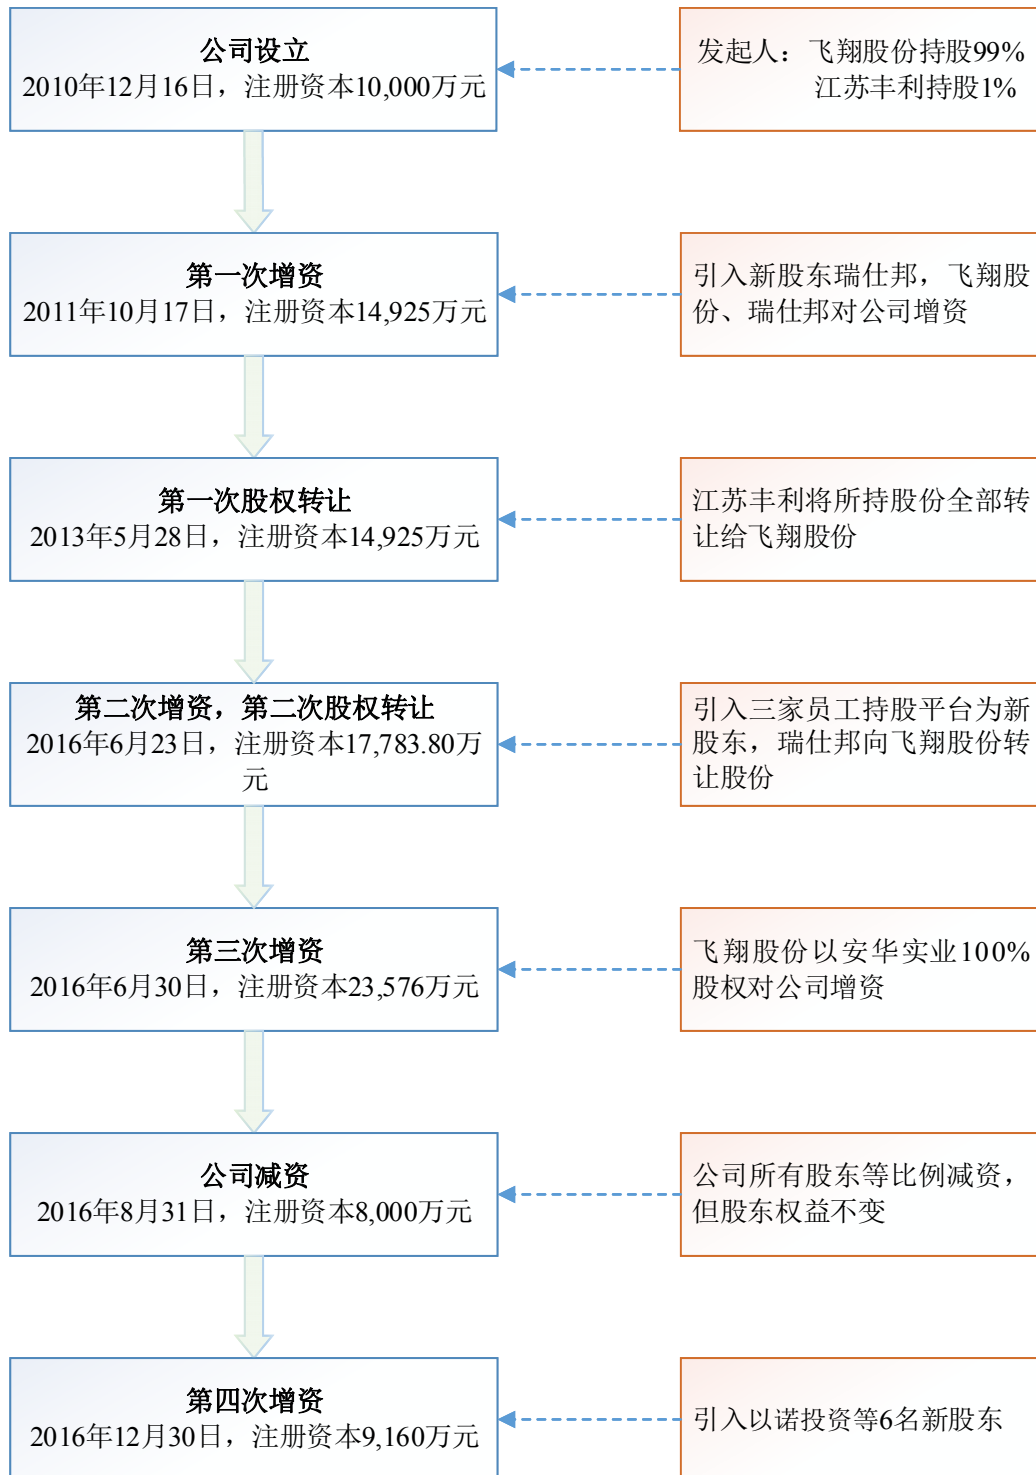 公司设立
2010年12月16日，注册资本10,000万元
发起人：飞翔股份持股99%
江苏丰利持股1%
第一次增资
2011年10月17日，注册资本14,925万元
引入新股东瑞仕邦，飞翔股
份、瑞仕邦对公司增资
第一次股权转让
2013年5月28日，注册资本14,925万元
江苏丰利将所持股份全部转
让给飞翔股份
第二次增资，第二次股权转让
2016年6月23日，注册资本17,783.80万
元
引入三家员工持股平台为新
股东，瑞仕邦向飞翔股份转
让股份
第三次增资
2016年6月30日，注册资本23,576万元
飞翔股份以安华实业100%
股权对公司增资
公司减资
2016年8月31日，注册资本8,000万元
公司所有股东等比例减资，
但股东权益不变
第四次增资
2016年12月30日，注册资本9,160万元
引入以诺投资等6名新股东